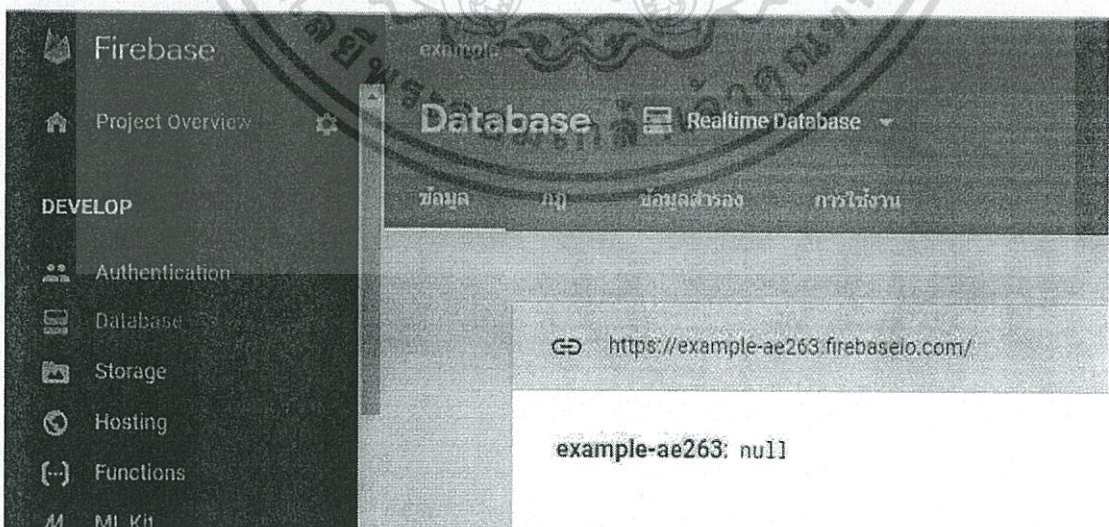 Firebase
example
Project Overview
Database
Realtime Database
DEVELOP
ข้อมูล
กฎ
ข้อมูลสำรอง
การใช้งาน
Authentication
Database
Storage
https://example-ae263.firebaseio.com/
Hosting
example-ae263: null
Functions
ML Kit